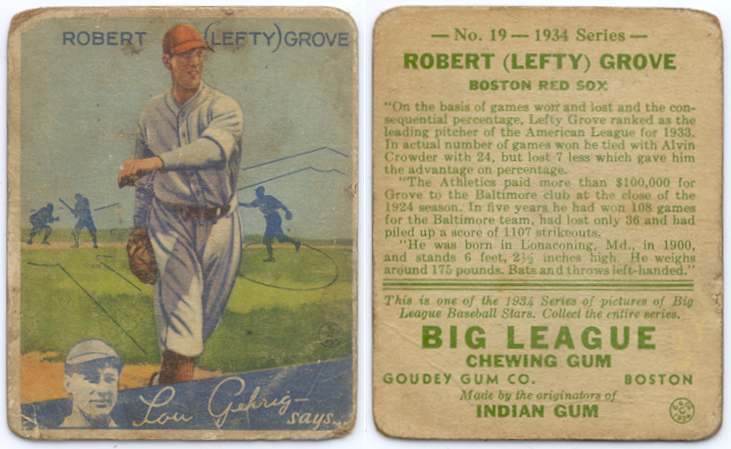 ROBERT (LEFTY) GROVE
Lou Gehrig—
says...
— No. 19 — 1934 Series —
ROBERT (LEFTY) GROVE
BOSTON RED SOX
"On the basis of games won and lost and the con-
sequential percentage, Lefty Grove ranked as the
leading pitcher of the American League for 1933.
In actual number of games won he tied with Alvin
Crowder with 24, but lost 7 less which gave him
the advantage on percentage.
"The Athletics paid more than $100,000 for
Grove to the Baltimore club at the close of the
1924 season. In five years he had won 108 games
for the Baltimore team, had lost only 36 and had
piled up a score of 1107 strikeouts.
"He was born in Lonaconing, Md., in 1900,
and stands 6 feet, 2½ inches high. He weighs
around 175 pounds. Bats and throws left-handed."
This is one of the 1934 Series of pictures of Big
League Baseball Stars. Collect the entire series.
BIG LEAGUE
CHEWING GUM
GOUDEY GUM CO. BOSTON
Made by the originators of
INDIAN GUM